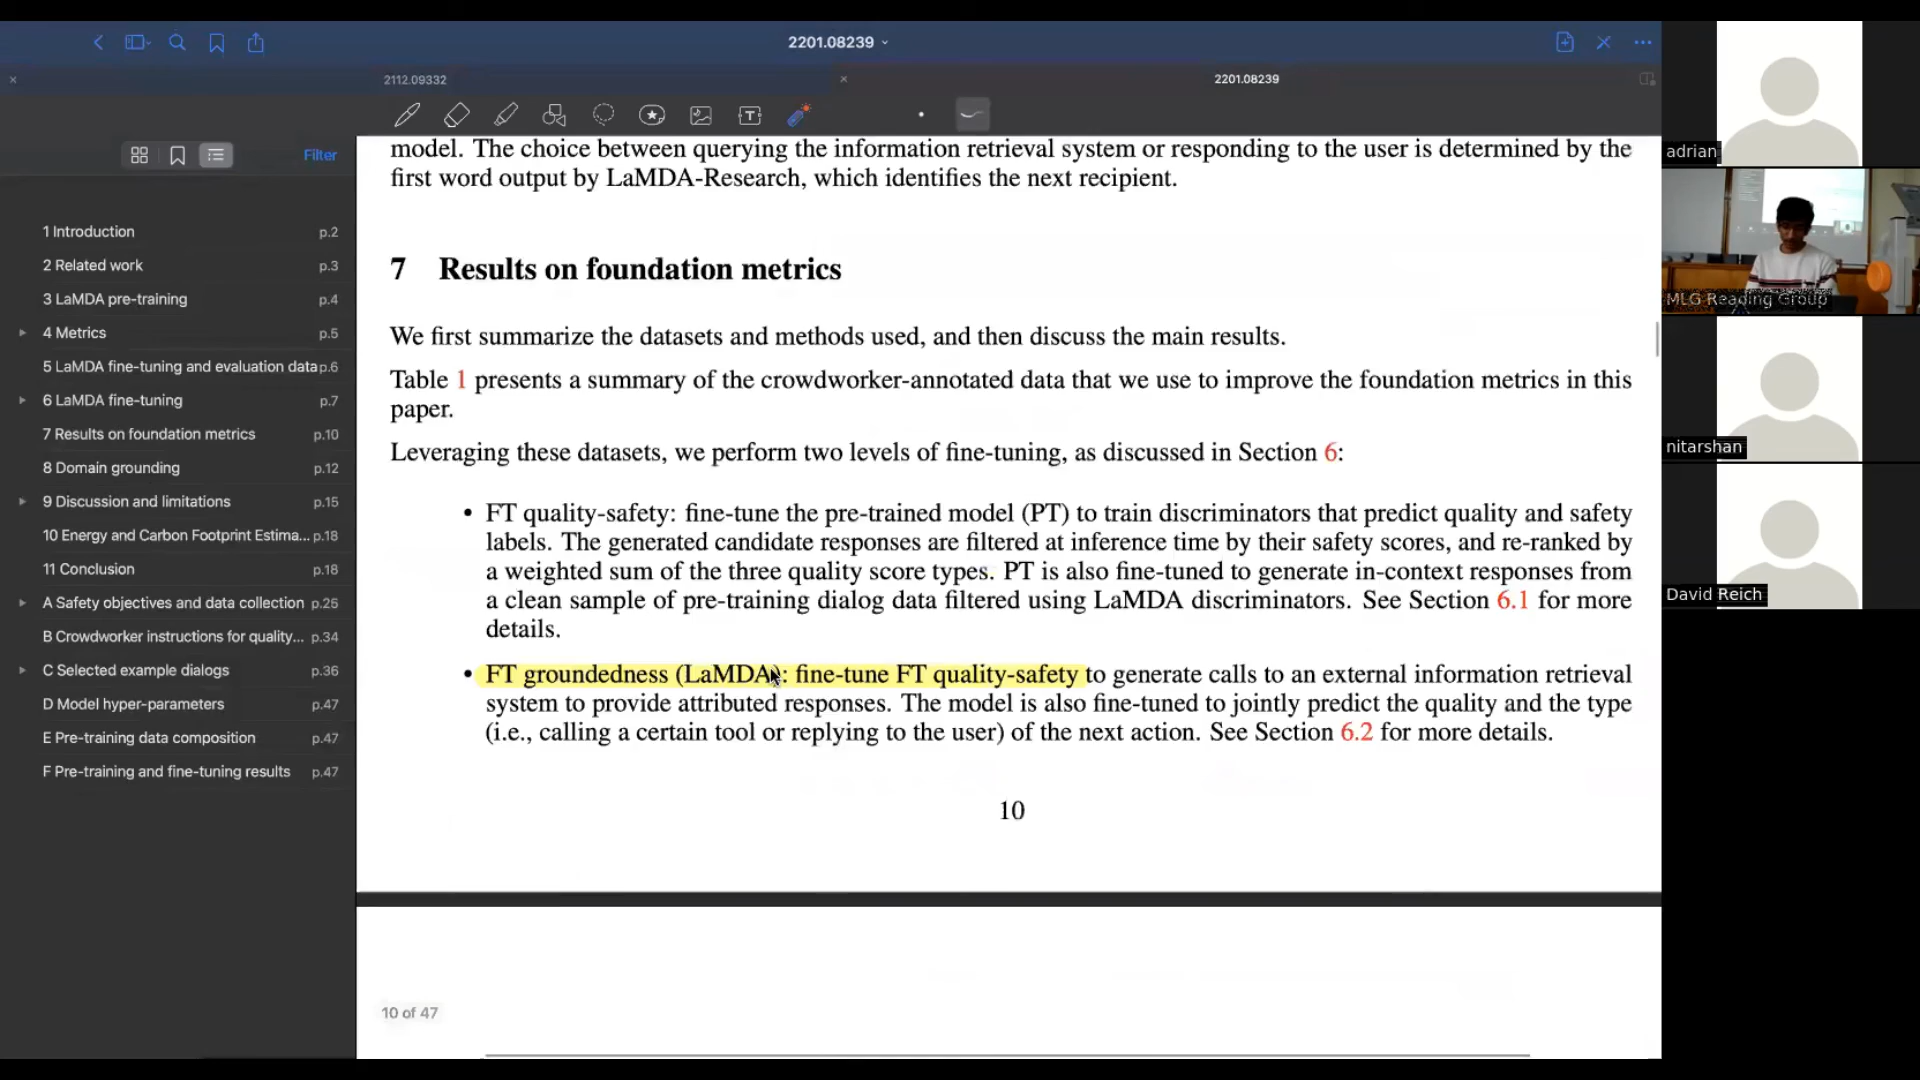 2201.08239
2112.09332
2201.08239
T
Filter
1 Introduction p.2
2 Related work p.3
3 LaMDA pre-training p.4
4 Metrics p.5
5 LaMDA fine-tuning and evaluation data p.6
6 LaMDA fine-tuning p.7
7 Results on foundation metrics p.10
8 Domain grounding p.12
9 Discussion and limitations p.15
10 Energy and Carbon Footprint Estima... p.18
11 Conclusion p.18
A Safety objectives and data collection p.25
B Crowdworker instructions for quality... p.34
C Selected example dialogs p.36
D Model hyper-parameters p.47
E Pre-training data composition p.47
F Pre-training and fine-tuning results p.47
model. The choice between querying the information retrieval system or responding to the user is determined by the
first word output by LaMDA-Research, which identifies the next recipient.
7 Results on foundation metrics
We first summarize the datasets and methods used, and then discuss the main results.
Table 1 presents a summary of the crowdworker-annotated data that we use to improve the foundation metrics in this
paper.
Leveraging these datasets, we perform two levels of fine-tuning, as discussed in Section 6:
• FT quality-safety: fine-tune the pre-trained model (PT) to train discriminators that predict quality and safety
labels. The generated candidate responses are filtered at inference time by their safety scores, and re-ranked by
a weighted sum of the three quality score types. PT is also fine-tuned to generate in-context responses from
a clean sample of pre-training dialog data filtered using LaMDA discriminators. See Section 6.1 for more
details.
• FT groundedness (LaMDA): fine-tune FT quality-safety to generate calls to an external information retrieval
system to provide attributed responses. The model is also fine-tuned to jointly predict the quality and the type
(i.e., calling a certain tool or replying to the user) of the next action. See Section 6.2 for more details.
10
10 of 47
adrian
MLG Reading Group
nitarshan
David Reich